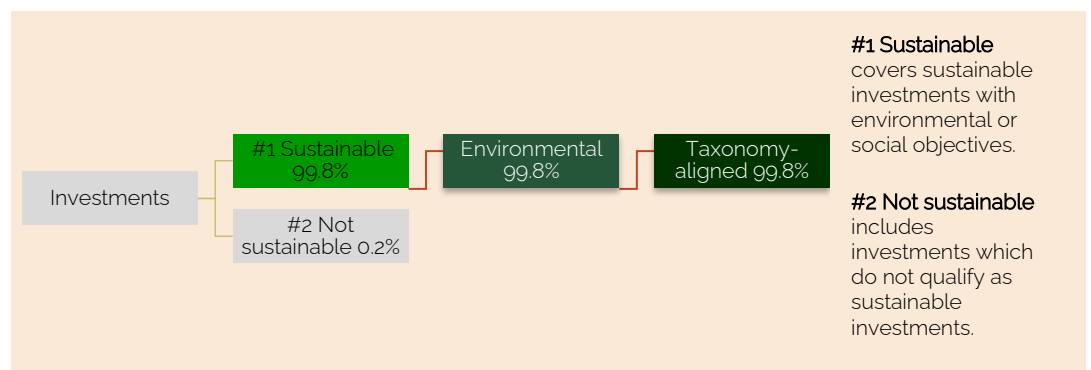 Investments
#1 Sustainable
99.8%
#2 Not
sustainable 0.2%
Environmental
99.8%
Taxonomy-
aligned 99.8%
#1 Sustainable
covers sustainable
investments with
environmental or
social objectives.
#2 Not sustainable
includes
investments which
do not qualify as
sustainable
investments.